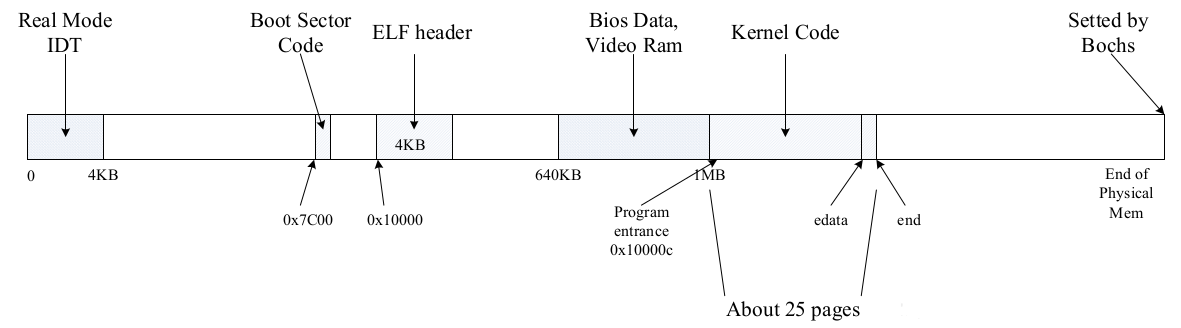 Real Mode
IDT
Boot Sector
Code
ELF header
Bios Data,
Video Ram
Kernel Code
Setted by
Bochs
4KB
0
4KB
640KB
1MB
End of
Physical
Mem
0x7C00
0x10000
Program
entrance
0x10000c
edata
end
About 25 pages